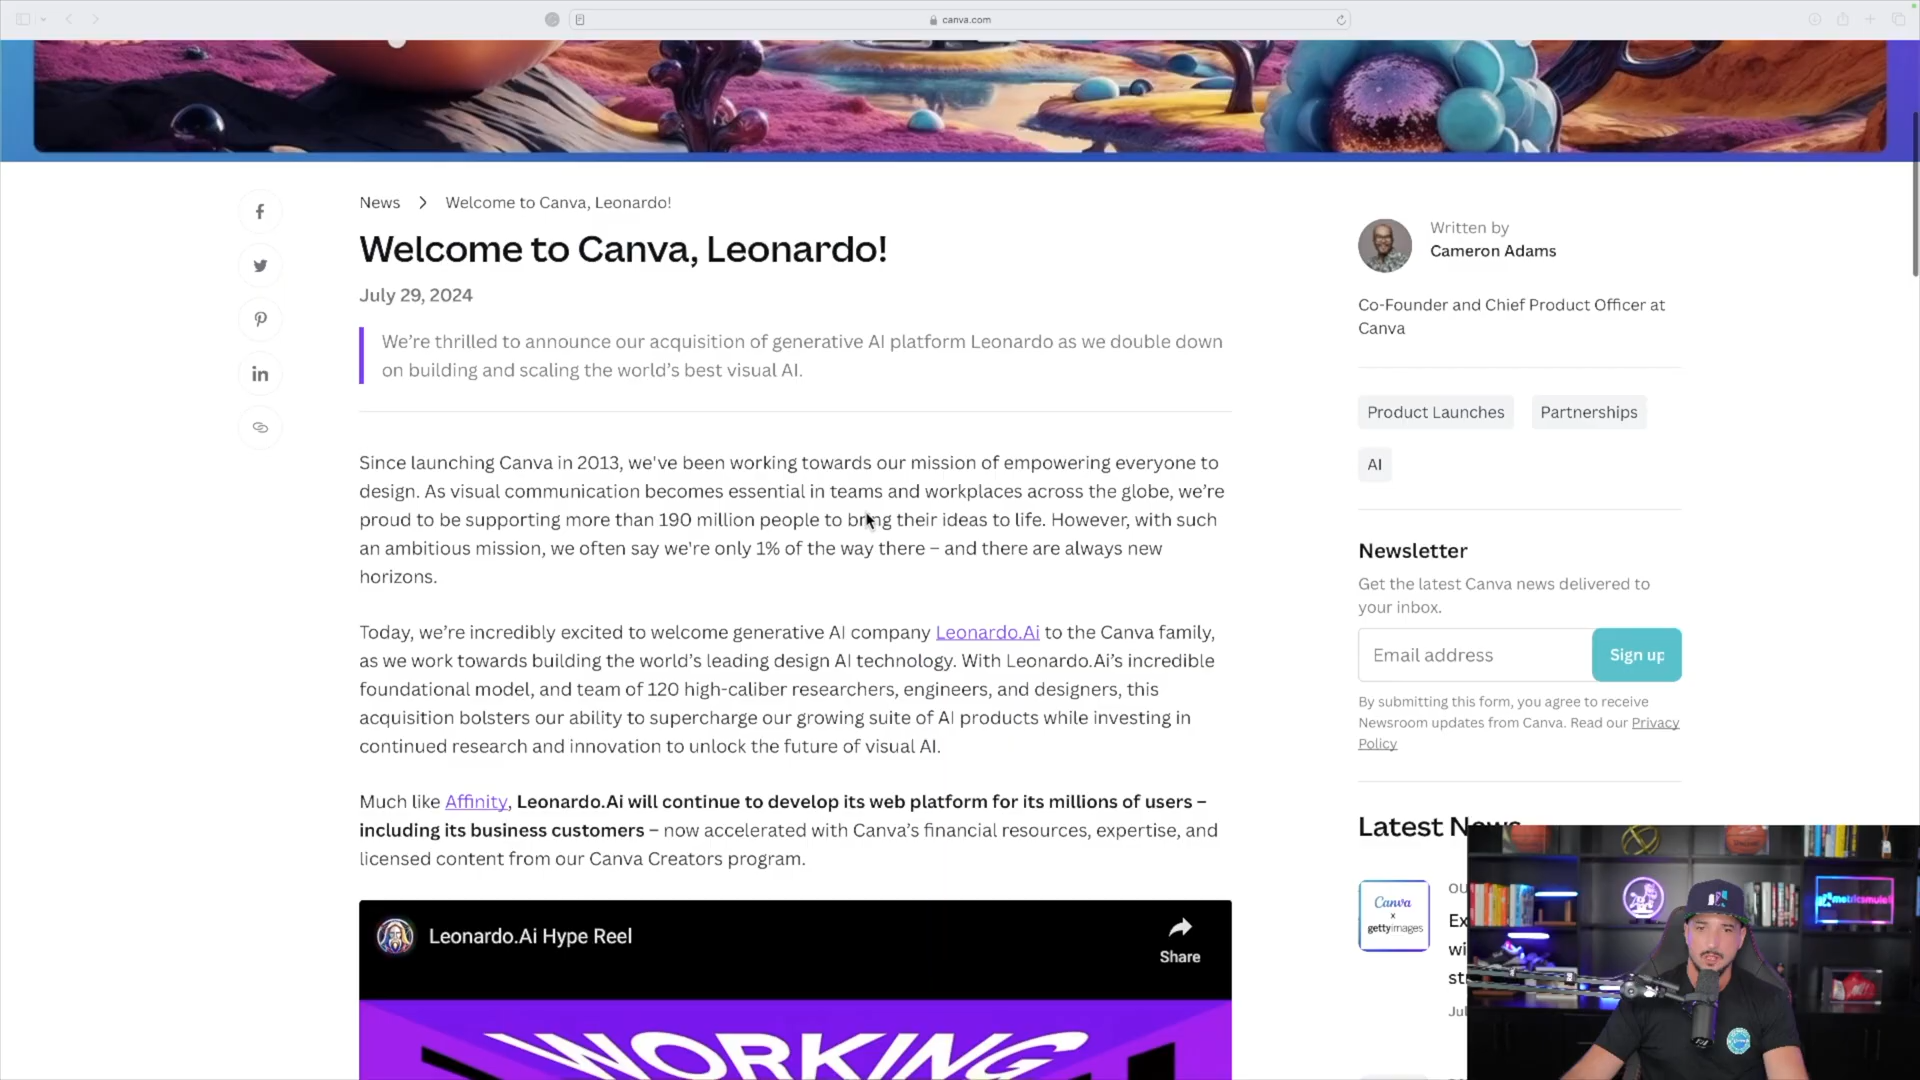 canva.com
News
Welcome to Canva, Leonardo!
Welcome to Canva, Leonardo!
July 29, 2024
We're thrilled to announce our acquisition of generative AI platform Leonardo as we double down
on building and scaling the world's best visual AI.
Since launching Canva in 2013, we've been working towards our mission of empowering everyone to
design. As visual communication becomes essential in teams and workplaces across the globe, we're
proud to be supporting more than 190 million people to bring their ideas to life. However, with such
an ambitious mission, we often say we're only 1% of the way there – and there are always new
horizons.
Today, we're incredibly excited to welcome generative AI company Leonardo.Ai to the Canva family,
as we work towards building the world's leading design AI technology. With Leonardo.Ai's incredible
foundational model, and team of 120 high-caliber researchers, engineers, and designers, this
acquisition bolsters our ability to supercharge our growing suite of AI products while investing in
continued research and innovation to unlock the future of visual AI.
Much like Affinity, Leonardo.Ai will continue to develop its web platform for its millions of users –
including its business customers – now accelerated with Canva's financial resources, expertise, and
licensed content from our Canva Creators program.
Leonardo.Ai Hype Reel
Share
WORKING
Written by
Cameron Adams
Co-Founder and Chief Product Officer at
Canva
Product Launches
Partnerships
AI
Newsletter
Get the latest Canva news delivered to
your inbox.
Email address
Sign up
By submitting this form, you agree to receive
Newsroom updates from Canva. Read our Privacy
Policy
Latest News
Canva
x
gettyimages
metricsmule